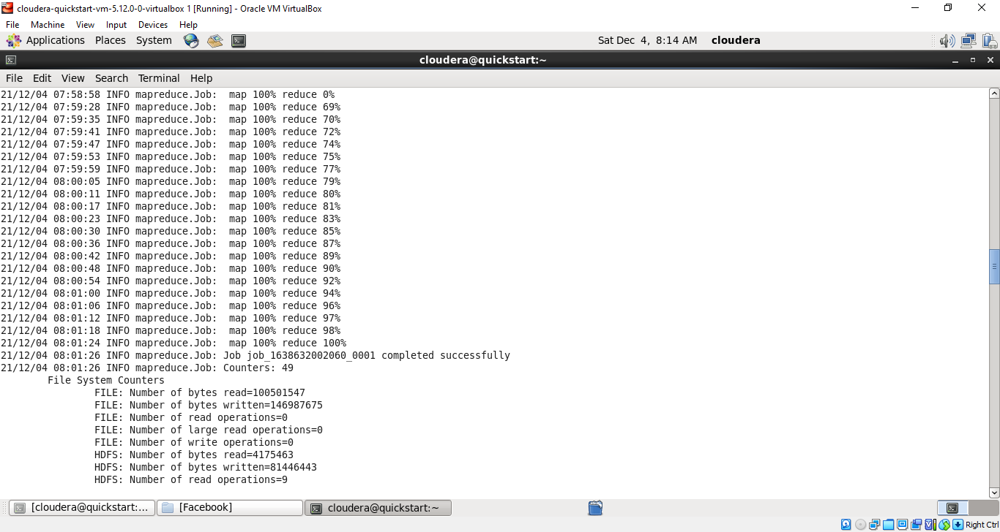 cloudera-quickstart-vm-5.12.0-0-virtualbox 1 [Running] - Oracle VM VirtualBox
File Machine View Input Devices Help
Applications Places System Sat Dec 4, 8:14 AM cloudera
cloudera@quickstart:~
File Edit View Search Terminal Help
21/12/04 07:58:58 INFO mapreduce.Job:  map 100% reduce 0%
21/12/04 07:59:28 INFO mapreduce.Job:  map 100% reduce 69%
21/12/04 07:59:35 INFO mapreduce.Job:  map 100% reduce 70%
21/12/04 07:59:41 INFO mapreduce.Job:  map 100% reduce 72%
21/12/04 07:59:47 INFO mapreduce.Job:  map 100% reduce 74%
21/12/04 07:59:53 INFO mapreduce.Job:  map 100% reduce 75%
21/12/04 07:59:59 INFO mapreduce.Job:  map 100% reduce 77%
21/12/04 08:00:05 INFO mapreduce.Job:  map 100% reduce 79%
21/12/04 08:00:11 INFO mapreduce.Job:  map 100% reduce 80%
21/12/04 08:00:17 INFO mapreduce.Job:  map 100% reduce 81%
21/12/04 08:00:23 INFO mapreduce.Job:  map 100% reduce 83%
21/12/04 08:00:30 INFO mapreduce.Job:  map 100% reduce 85%
21/12/04 08:00:36 INFO mapreduce.Job:  map 100% reduce 87%
21/12/04 08:00:42 INFO mapreduce.Job:  map 100% reduce 89%
21/12/04 08:00:48 INFO mapreduce.Job:  map 100% reduce 90%
21/12/04 08:00:54 INFO mapreduce.Job:  map 100% reduce 92%
21/12/04 08:01:00 INFO mapreduce.Job:  map 100% reduce 94%
21/12/04 08:01:06 INFO mapreduce.Job:  map 100% reduce 96%
21/12/04 08:01:12 INFO mapreduce.Job:  map 100% reduce 97%
21/12/04 08:01:18 INFO mapreduce.Job:  map 100% reduce 98%
21/12/04 08:01:24 INFO mapreduce.Job:  map 100% reduce 100%
21/12/04 08:01:26 INFO mapreduce.Job: Job job_1638632002060_0001 completed successfully
21/12/04 08:01:26 INFO mapreduce.Job: Counters: 49
File System Counters
FILE: Number of bytes read=100501547
FILE: Number of bytes written=146987675
FILE: Number of read operations=0
FILE: Number of large read operations=0
FILE: Number of write operations=0
HDFS: Number of bytes read=4175463
HDFS: Number of bytes written=81446443
HDFS: Number of read operations=9
[cloudera@quickstart:... [Facebook] cloudera@quickstart:~
Right Ctrl